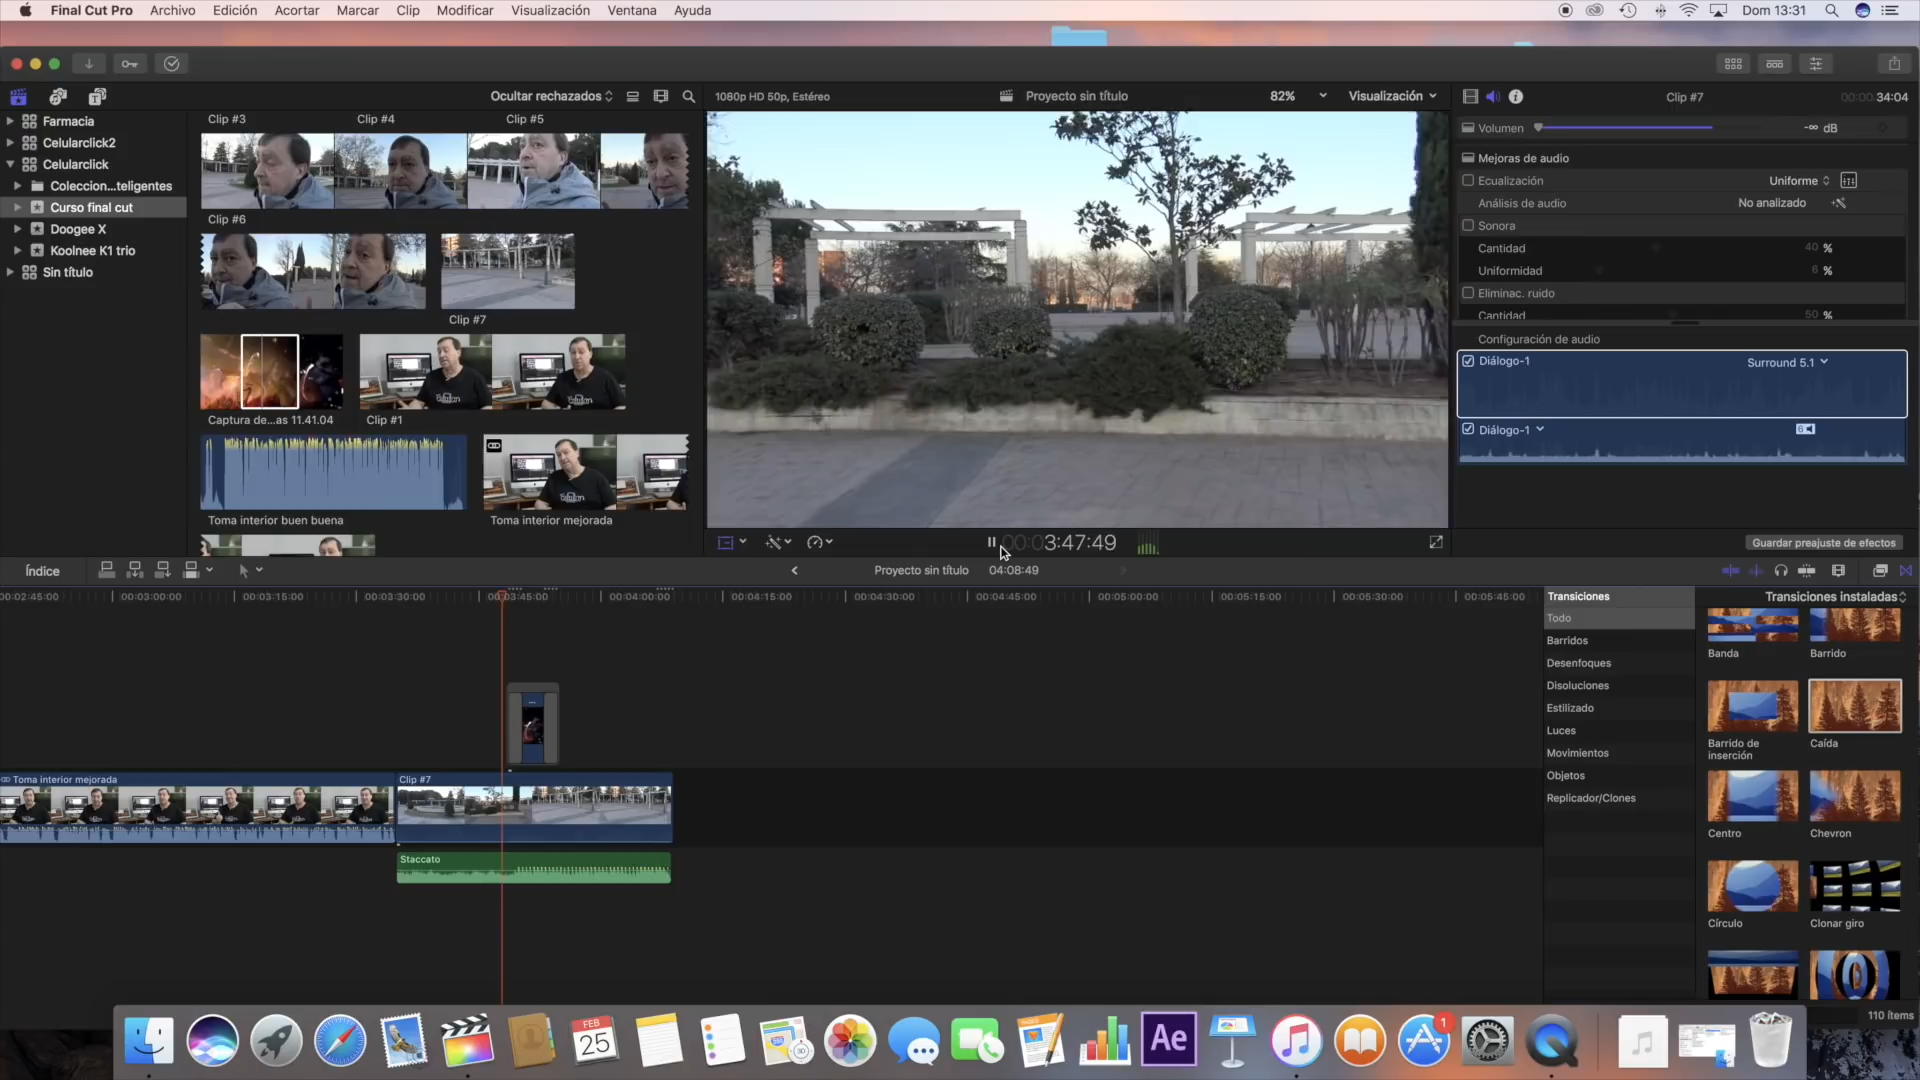 Final Cut Pro Archivo Edición Acortar Marcar Clip Modificar Visualización Ventana Ayuda Dom 13:31
Ocultar rechazados 1080p HD 50p, Estéreo Proyecto sin título 82% Visualización Clip #7 00:00:34:04
Farmacia
Celularclick2
Celularclick
Coleccion...teligentes
Curso final cut
Doogee X
Koolnee K1 trio
Sin título
Clip #3 Clip #4 Clip #5
Clip #6
Clip #7
Captura de...as 11.41.04 Clip #1
Toma interior buen buena Toma interior mejorada
Volumen -∞ dB
Mejoras de audio
Ecualización Uniforme
Análisis de audio No analizado
Sonora
Cantidad 40 %
Uniformidad 6 %
Eliminac. ruido
Cantidad 50 %
Configuración de audio
Diálogo-1 Surround 5.1
Diálogo-1 6
00:03:47:49
Guardar preajuste de efectos
Índice Proyecto sin título 04:08:49
00:02:45:00 00:03:00:00 00:03:15:00 00:03:30:00 00:03:45:00 00:04:00:00 00:04:15:00 00:04:30:00 00:04:45:00 00:05:00:00 00:05:15:00 00:05:30:00 00:05:45:00
Toma interior mejorada Clip #7
Staccato
Transiciones Transiciones instaladas
Todo
Barridos
Desenfoques
Disoluciones
Estilizado
Luces
Movimientos
Objetos
Replicador/Clones
Banda Barrido
Barrido de inserción Caída
Centro Chevron
Círculo Clonar giro
110 ítems
FEB
25
Ae
1